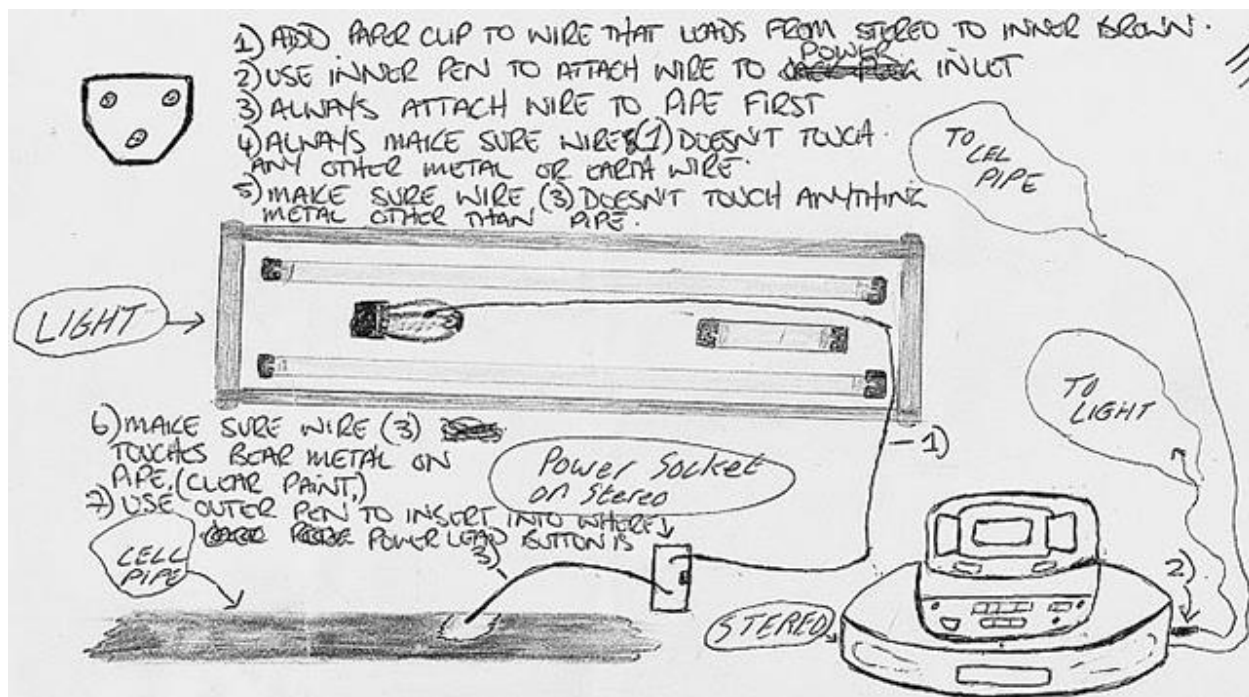 1) ADD PAPER CLIP TO WIRE THAT LEADS FROM STEREO TO INNER BROWN.
2) USE INNER PEN TO ATTACH WIRE TO POWER INLET
3) ALWAYS ATTACH WIRE TO PIPE FIRST
4) ALWAYS MAKE SURE WIRE (1) DOESN'T TOUCH
ANY OTHER METAL OR EARTH WIRE.
5) MAKE SURE WIRE (3) DOESN'T TOUCH ANYTHING
METAL OTHER THAN PIPE.
TO
CEL
PIPE
LIGHT
TO
LIGHT
1)
6) MAKE SURE WIRE (3)
TOUCHES BEAR METAL ON
PIPE. (CLEAR PAINT,)
7) USE OUTER PEN TO INSERT INTO WHERE
POWER LEAD BUTTON IS
Power Socket
on Stereo
CELL
PIPE
3)
2)
STEREO